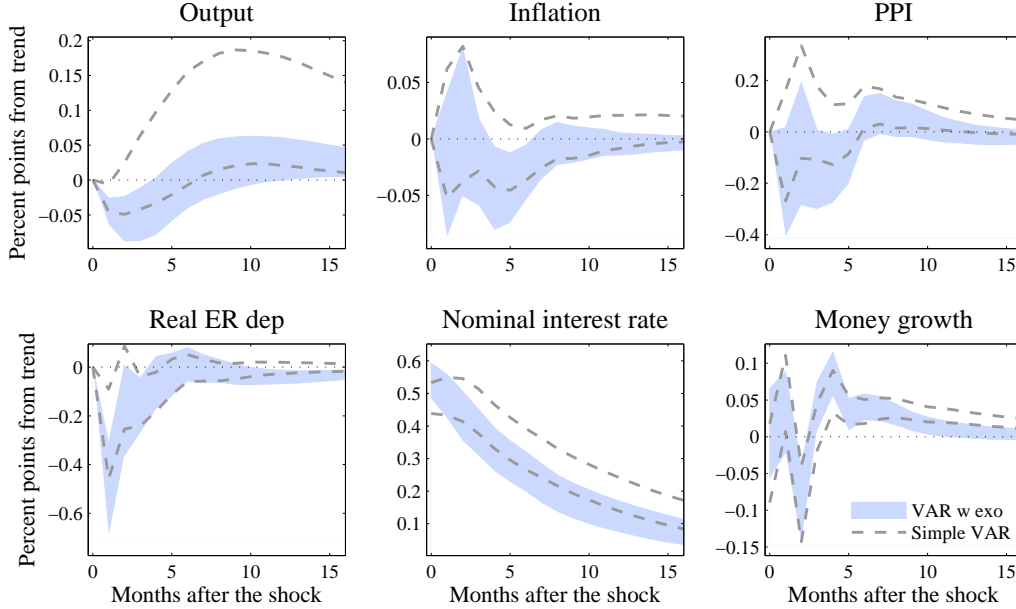 Output
Inflation
PPI
Percent points from trend
0.2
0.15
0.1
0.05
0
−0.05
0 5 10 15
0.05
0
−0.05
0 5 10 15
0.2
0
−0.2
−0.4
0 5 10 15
Real ER dep
Nominal interest rate
Money growth
Percent points from trend
0
−0.2
−0.4
−0.6
0 5 10 15
Months after the shock
0.6
0.5
0.4
0.3
0.2
0.1
0 5 10 15
Months after the shock
0.1
0.05
0
−0.05
−0.1
−0.15
0 5 10 15
Months after the shock
VAR w exo
Simple VAR